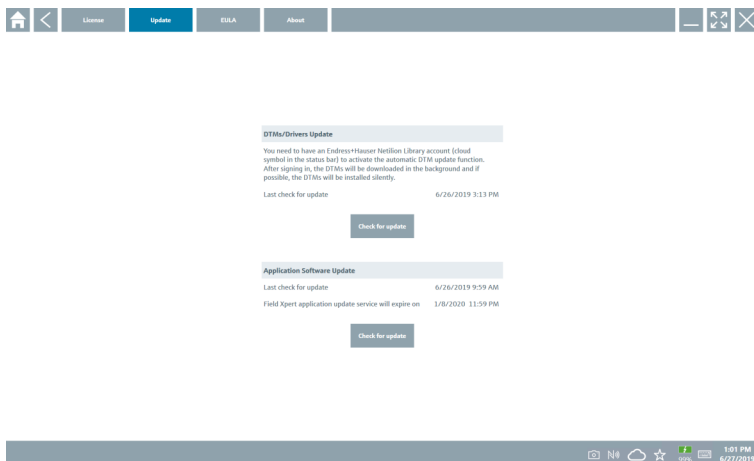 License Update EULA About
DTMs/Drivers Update
You need to have an Endress+Hauser Netilion Library account (cloud
symbol in the status bar) to activate the automatic DTM update function.
After signing in, the DTMs will be downloaded in the background and if
possible, the DTMs will be installed silently.
Last check for update 6/26/2019 3:13 PM
Check for update
Application Software Update
Last check for update 6/26/2019 9:59 AM
Field Xpert application update service will expire on 1/8/2020 11:59 PM
Check for update
99%
1:01 PM
6/27/2019